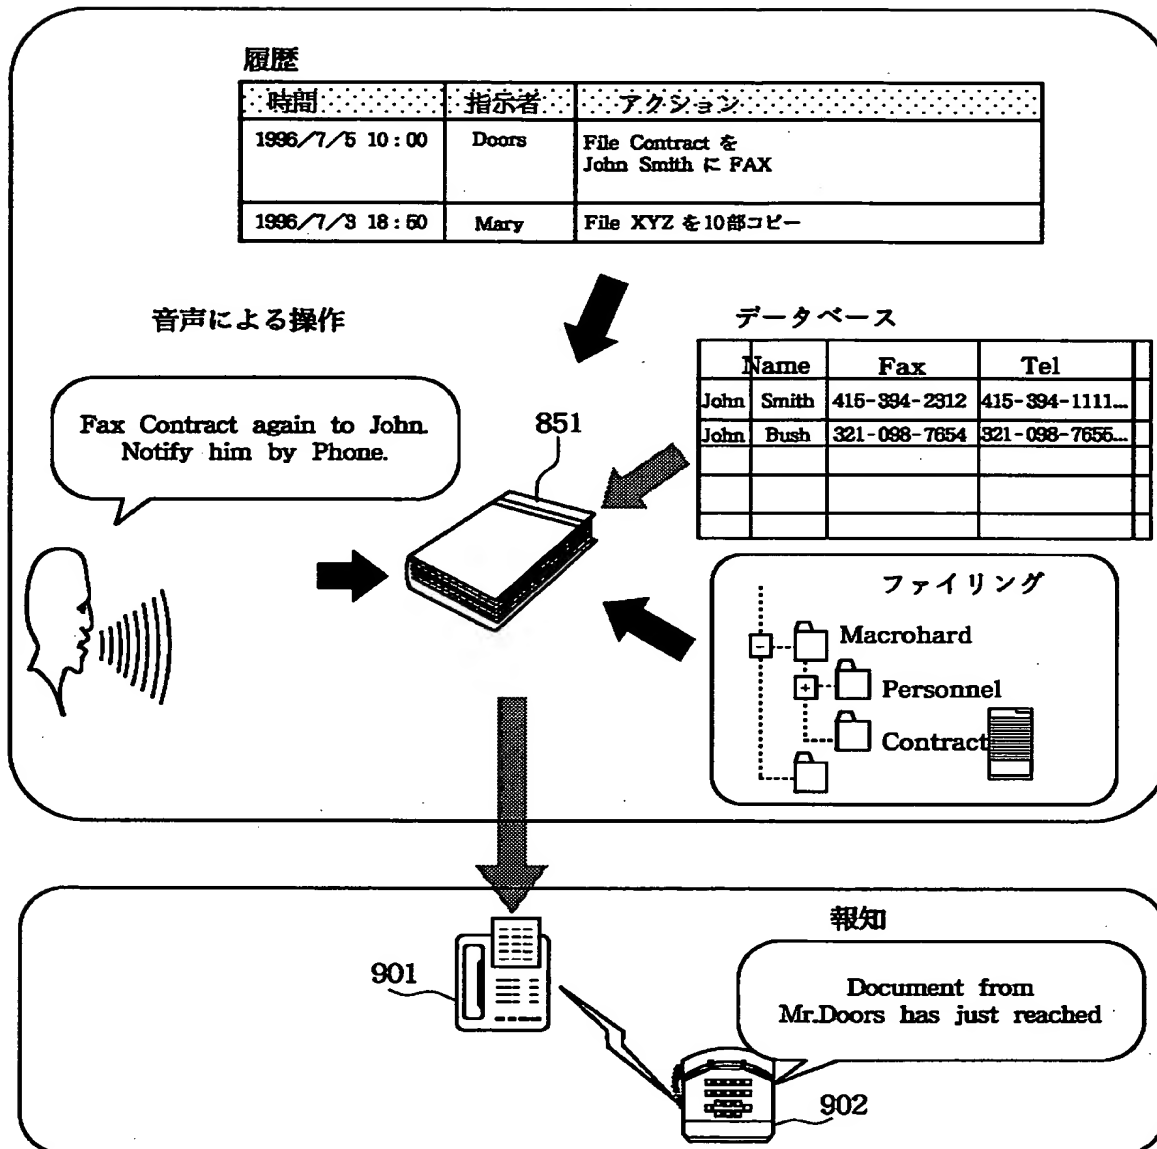 履歴
時間 指示者 アクション
1996/7/5 10:00 Doors File Contract を
John Smith に FAX
1996/7/3 18:50 Mary File XYZ を10部コピー
音声による操作
Fax Contract again to John.
Notify him by Phone.
851
データベース
Name Fax Tel
John Smith 415-394-2312 415-394-1111...
John Bush 321-098-7654 321-098-7655...
ファイリング
- Macrohard
+ Personnel
Contract
報知
901
Document from
Mr.Doors has just reached
902